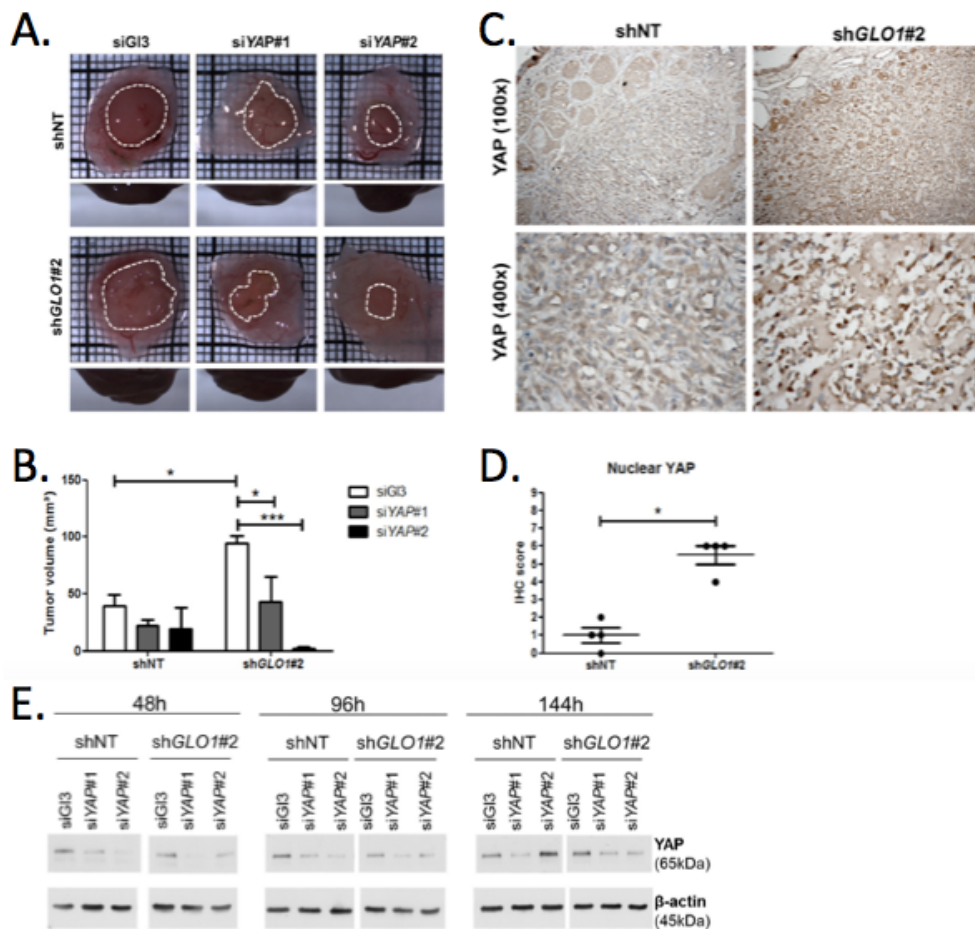 A.
siGl3 siYAP#1 siYAP#2
shNT
shGLO1#2
C.
shNT shGLO1#2
YAP (100x)
YAP (400x)
B.
Tumor volume (mm³)
150
100
50
0
shNT shGLO1#2
* * ***
siGl3
siYAP#1
siYAP#2
D.
Nuclear YAP
*
IHC score
9
8
7
6
5
4
3
2
1
0
shNT shGLO1#2
E.
48h 96h 144h
shNT shGLO1#2 shNT shGLO1#2 shNT shGLO1#2
siGl3 siYAP#1 siYAP#2 siGl3 siYAP#1 siYAP#2 siGl3 siYAP#1 siYAP#2 siGl3 siYAP#1 siYAP#2 siGl3 siYAP#1 siYAP#2 siGl3 siYAP#1 siYAP#2
YAP
(65kDa)
β-actin
(45kDa)